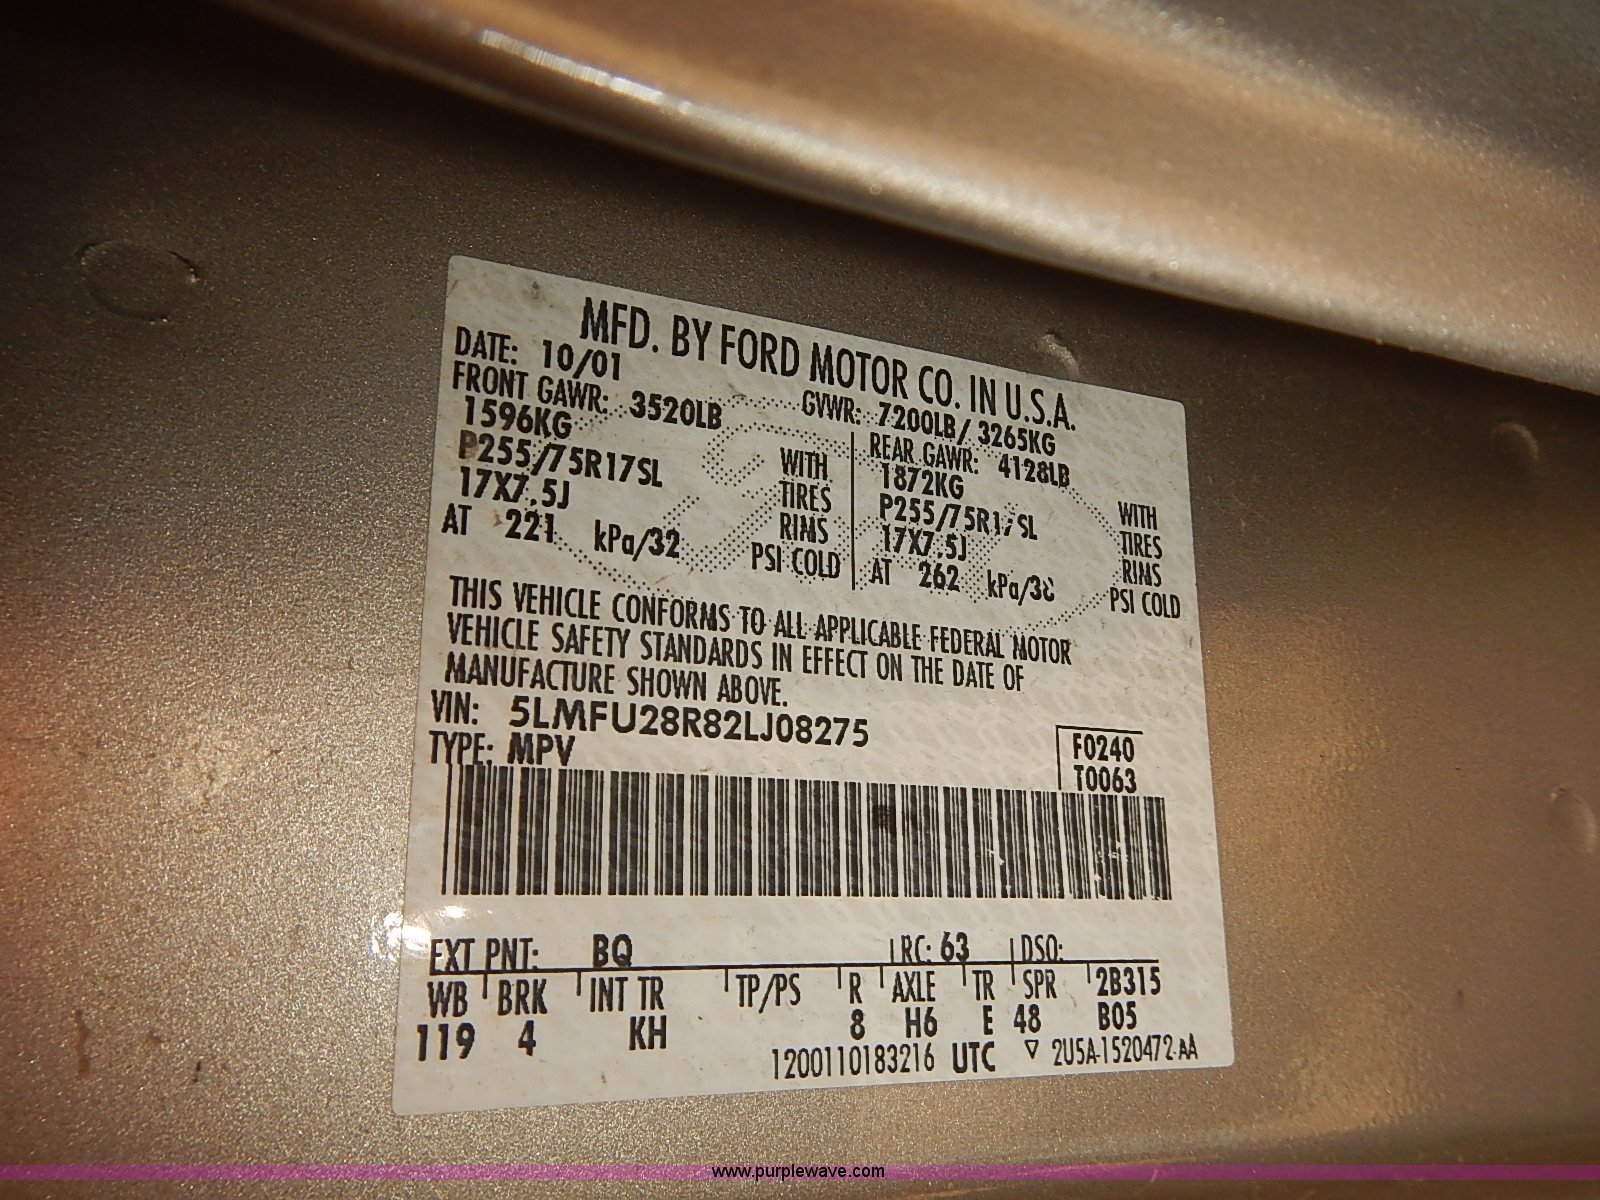 MFD. BY FORD MOTOR CO. IN U.S.A.
DATE: 10/01 GVWR: 7200LB/ 3265KG
FRONT GAWR: 3520LB REAR GAWR: 4128LB
1596KG WITH 1872KG WITH
P255/75R17SL TIRES P255/75R17SL TIRES
17X7.5J RIMS 17X7.5J RIMS
AT 221 kPa/32 PSI COLD AT 262 kPa/38 PSI COLD
THIS VEHICLE CONFORMS TO ALL APPLICABLE FEDERAL MOTOR
VEHICLE SAFETY STANDARDS IN EFFECT ON THE DATE OF
MANUFACTURE SHOWN ABOVE.
VIN: 5LMFU28R82LJ08275
TYPE: MPV
F0240
T0063
EXT PNT: BQ RC: 63 DSO:
WB BRK INT TR TP/PS R AXLE TR SPR 2B315
119 4 KH 8 H6 E 48 B05
1200110183216 UTC ▽ 2U5A-1520472-AA
www.purplewave.com